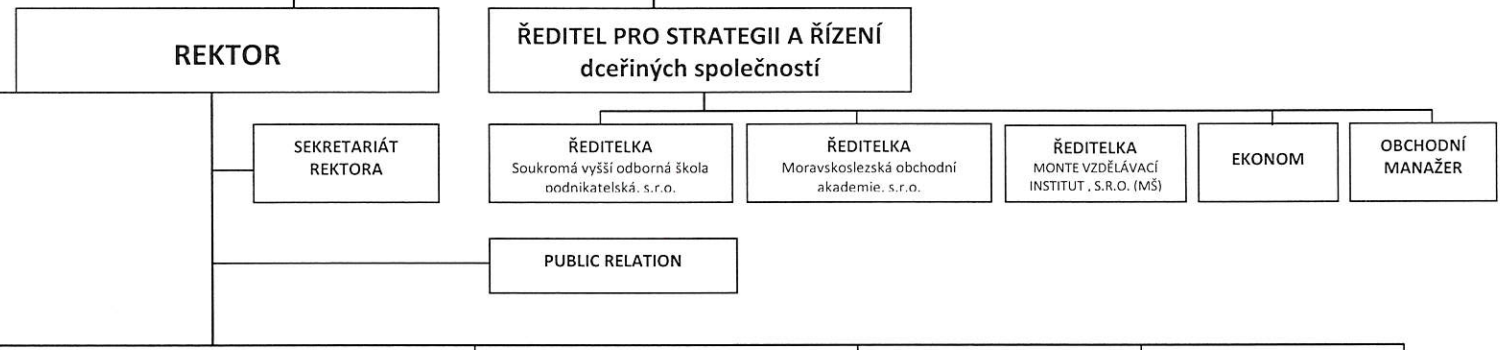 REKTOR
ŘEDITEL PRO STRATEGII A ŘÍZENÍ
dceřiných společností
SEKRETARIÁT
REKTORA
ŘEDITELKA
Soukromá vyšší odborná škola
podnikatelská, s.r.o.
ŘEDITELKA
Moravskoslezská obchodní
akademie, s.r.o.
ŘEDITELKA
MONTE VZDĚLÁVACÍ
INSTITUT , S.R.O. (MŠ)
EKONOM
OBCHODNÍ
MANAŽER
PUBLIC RELATION